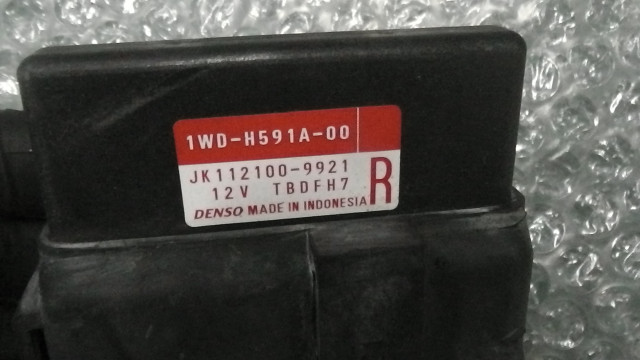 1WD-H591A-00
JK112100-9921
12V TBDFH7
R
DENSO MADE IN INDONESIA